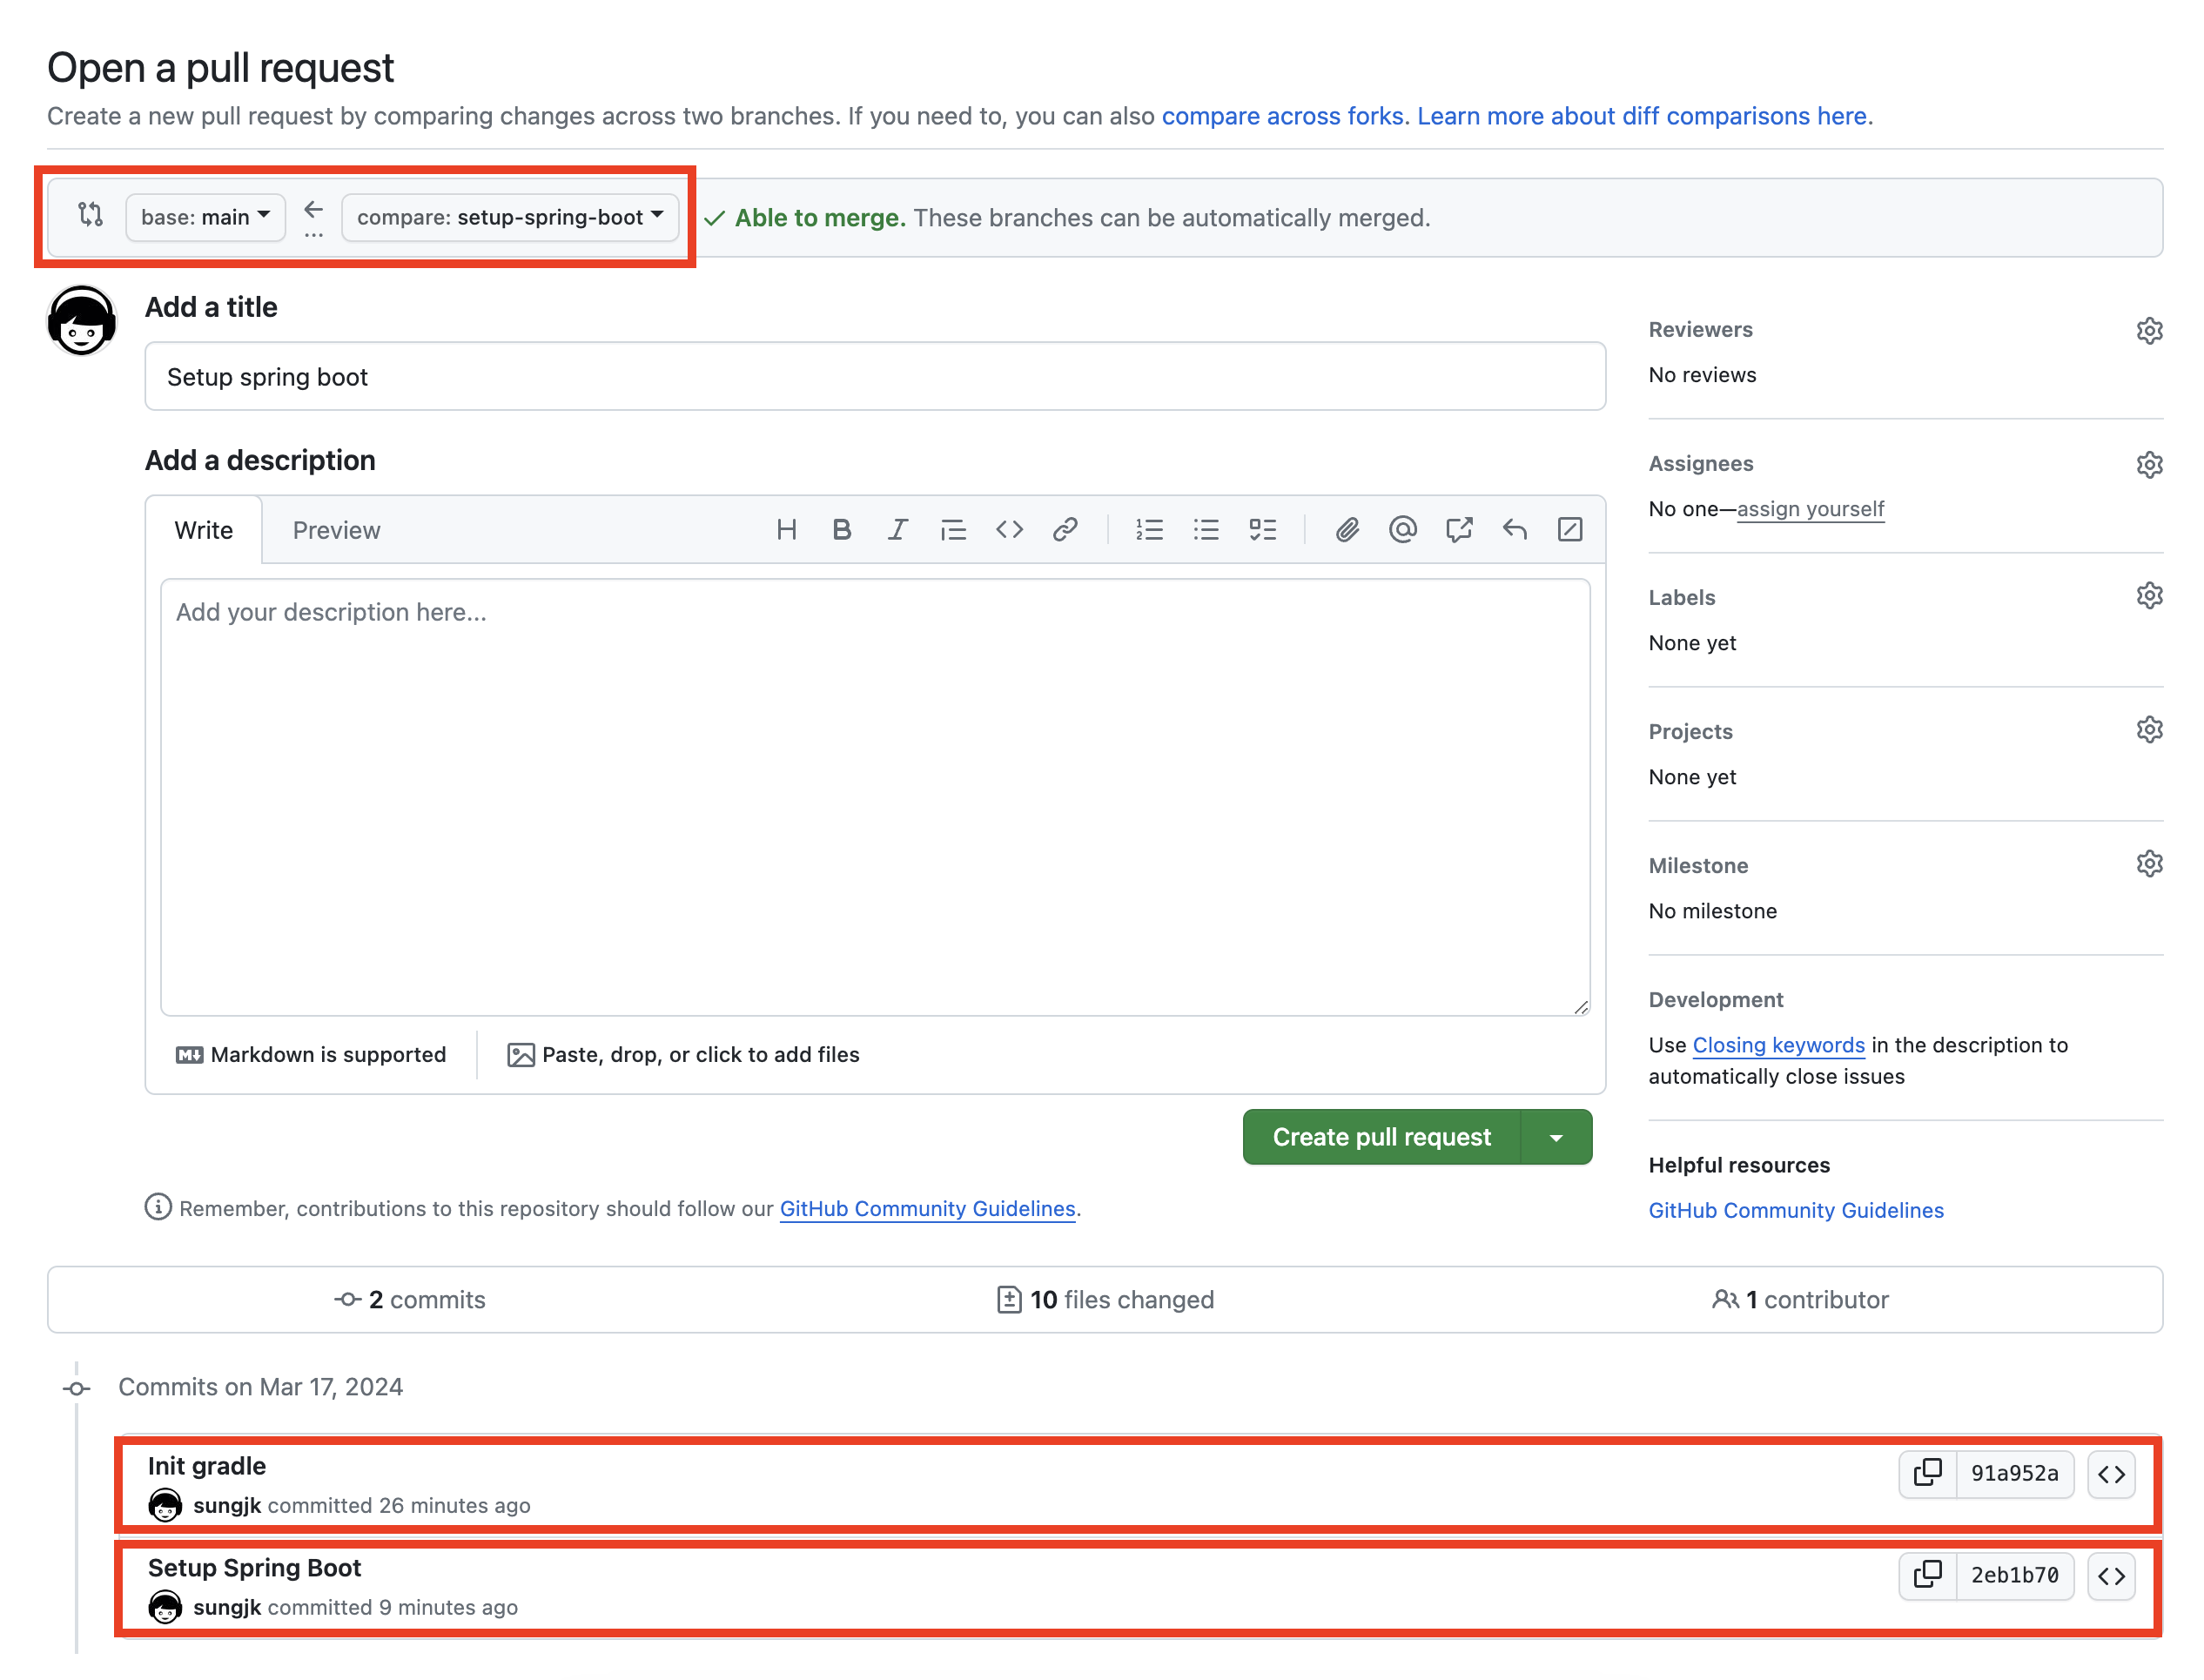 Open a pull request
Create a new pull request by comparing changes across two branches. If you need to, you can also compare across forks. Learn more about diff comparisons here.
base: main ← ... compare: setup-spring-boot ✓ Able to merge. These branches can be automatically merged.
Add a title
Setup spring boot
Add a description
Write Preview
Add your description here...
Markdown is supported Paste, drop, or click to add files
Create pull request
Remember, contributions to this repository should follow our GitHub Community Guidelines.
Reviewers
No reviews
Assignees
No one—assign yourself
Labels
None yet
Projects
None yet
Milestone
No milestone
Development
Use Closing keywords in the description to
automatically close issues
Helpful resources
GitHub Community Guidelines
2 commits 10 files changed 1 contributor
Commits on Mar 17, 2024
Init gradle
sungjk committed 26 minutes ago
91a952a
Setup Spring Boot
sungjk committed 9 minutes ago
2eb1b70